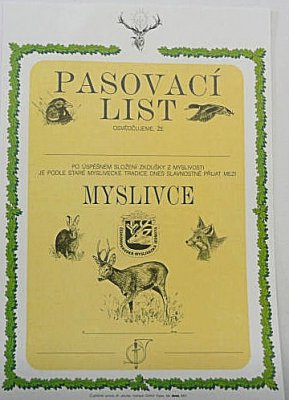 PASOVACÍ
LIST
OSVĚDČUJEME, ŽE
PO ÚSPĚŠNÉM SLOŽENÍ ZKOUŠKY Z MYSLIVOSTI
JE PODLE STARÉ MYSLIVECKÉ TRADICE DNES SLAVNOSTNĚ PŘIJAT MEZI
MYSLIVCE